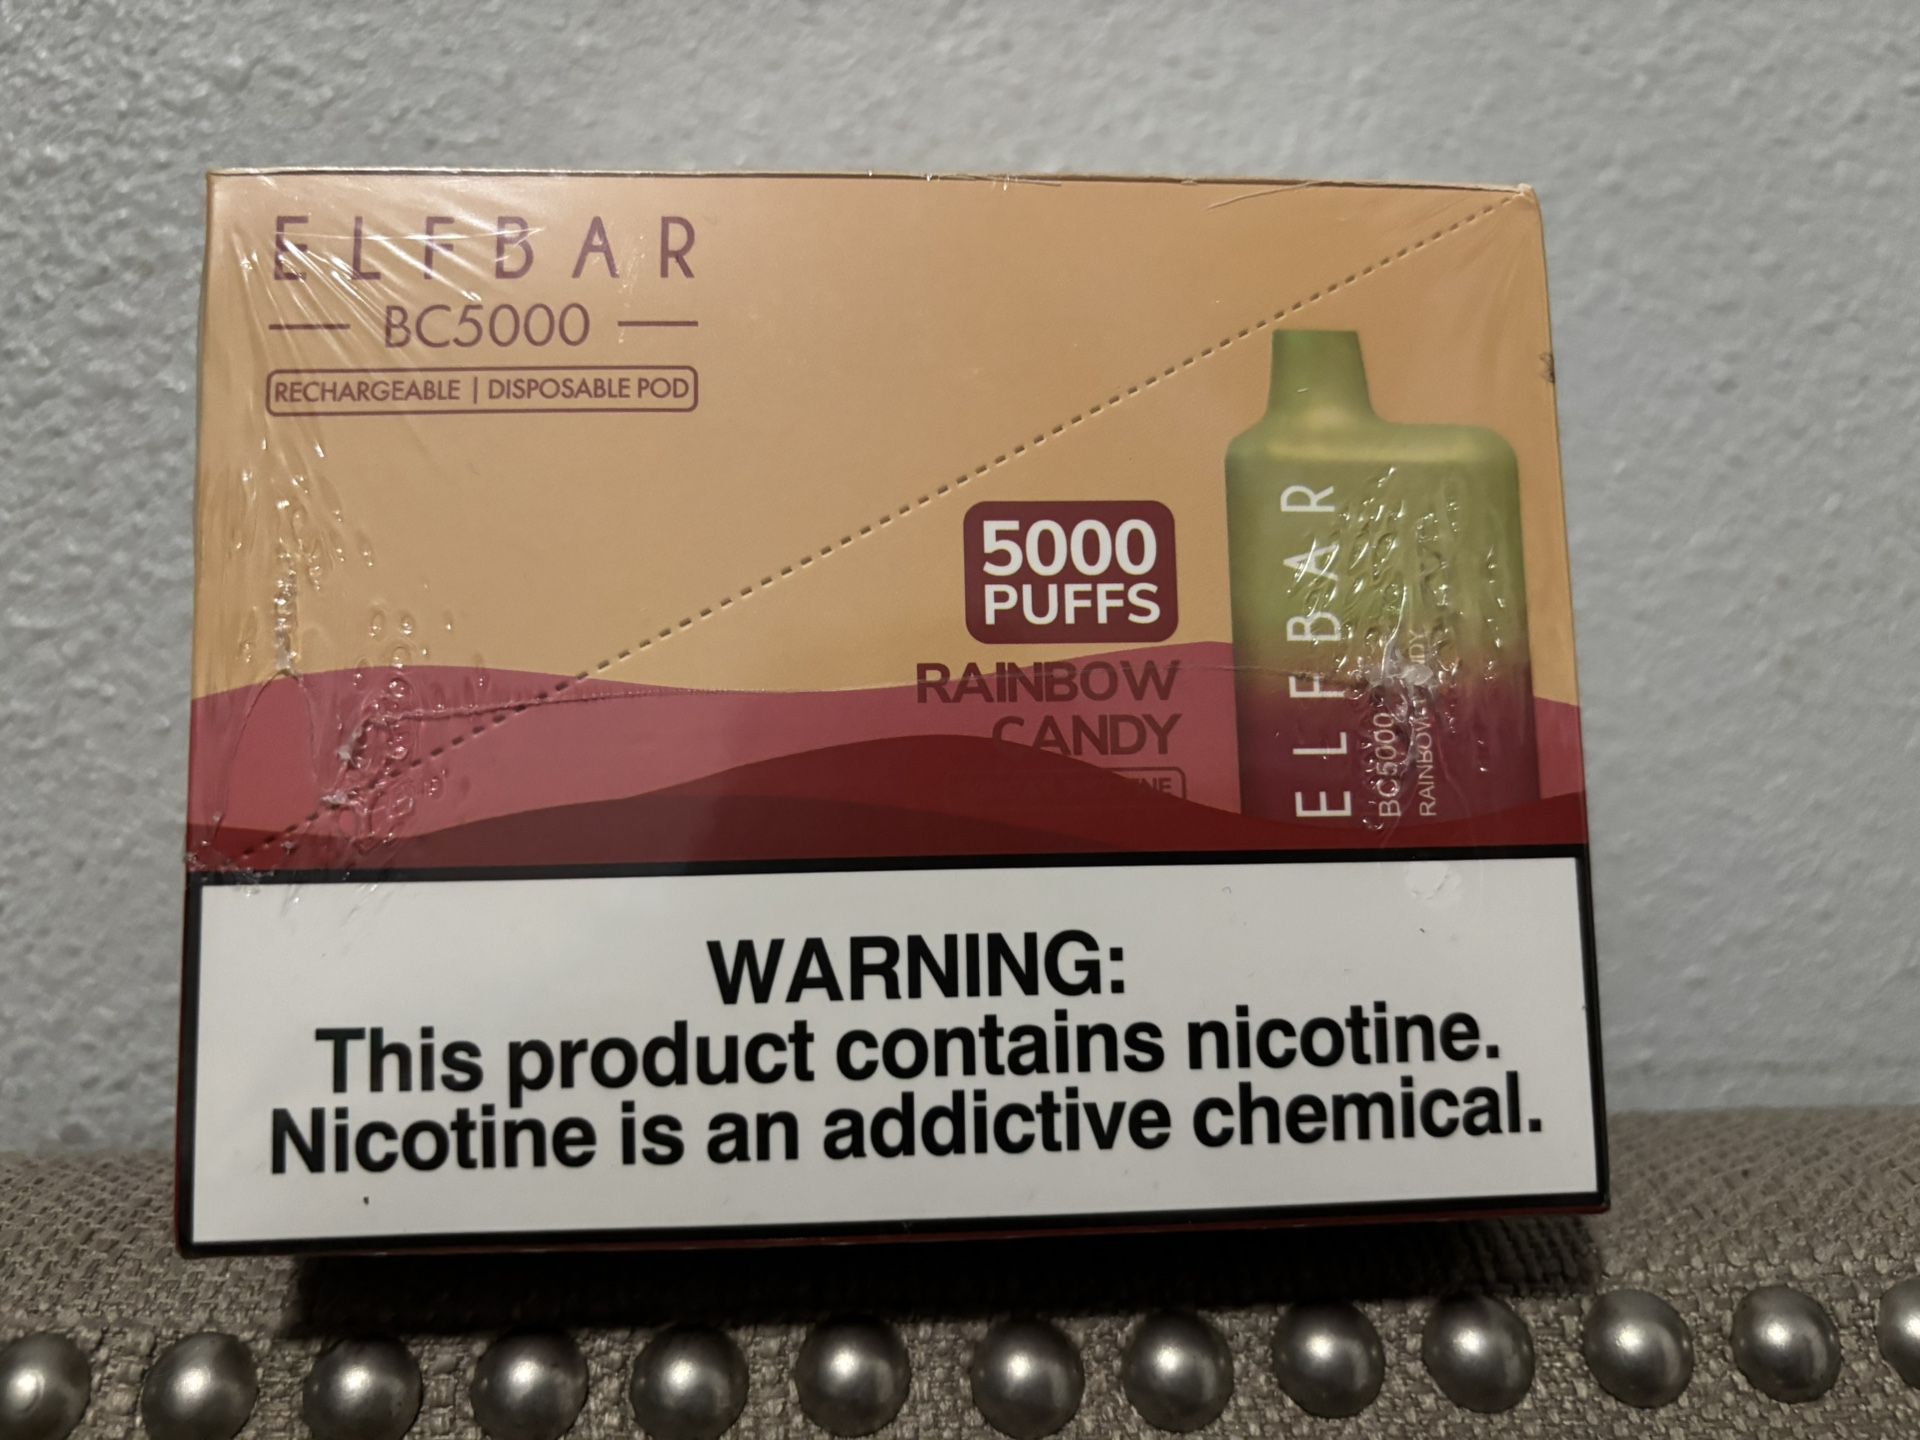 ELFBAR
BC5000
RECHARGEABLE | DISPOSABLE POD
5000
PUFFS
RAINBOW
CANDY
ELFBAR
BC5000
RAINBOW
WARNING:
This product contains nicotine.
Nicotine is an addictive chemical.